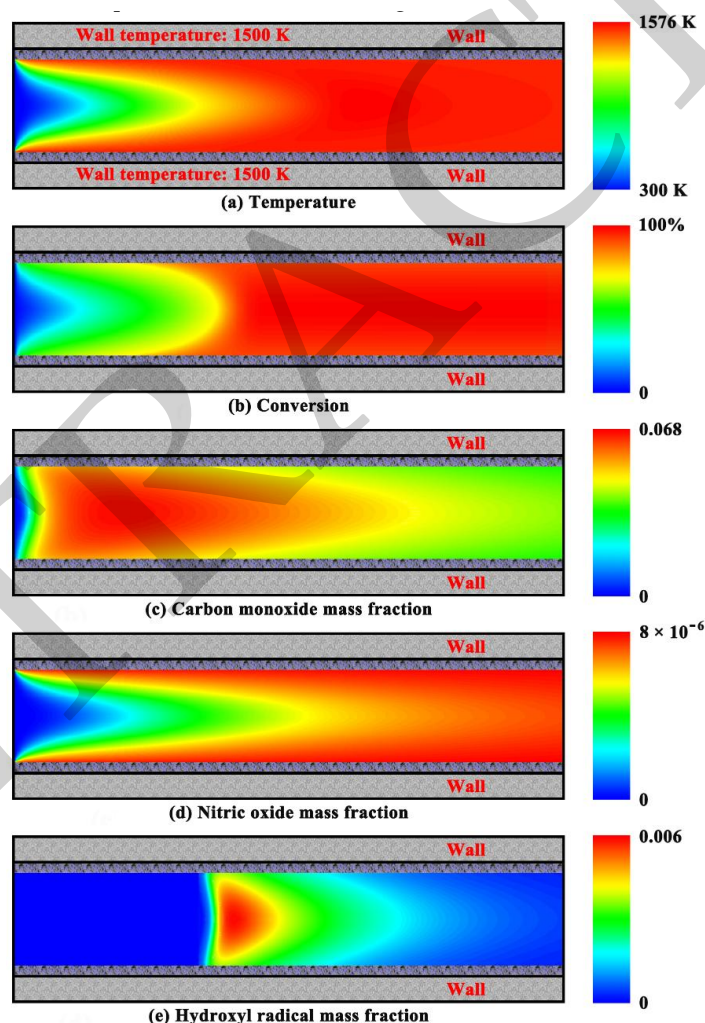 Wall temperature: 1500 K Wall 1576 K
Wall temperature: 1500 K Wall 300 K
(a) Temperature
Wall 100%
Wall 0
(b) Conversion
Wall 0.068
Wall 0
(c) Carbon monoxide mass fraction
Wall 8 × 10⁻⁶
Wall 0
(d) Nitric oxide mass fraction
Wall 0.006
Wall 0
(e) Hydroxyl radical mass fraction